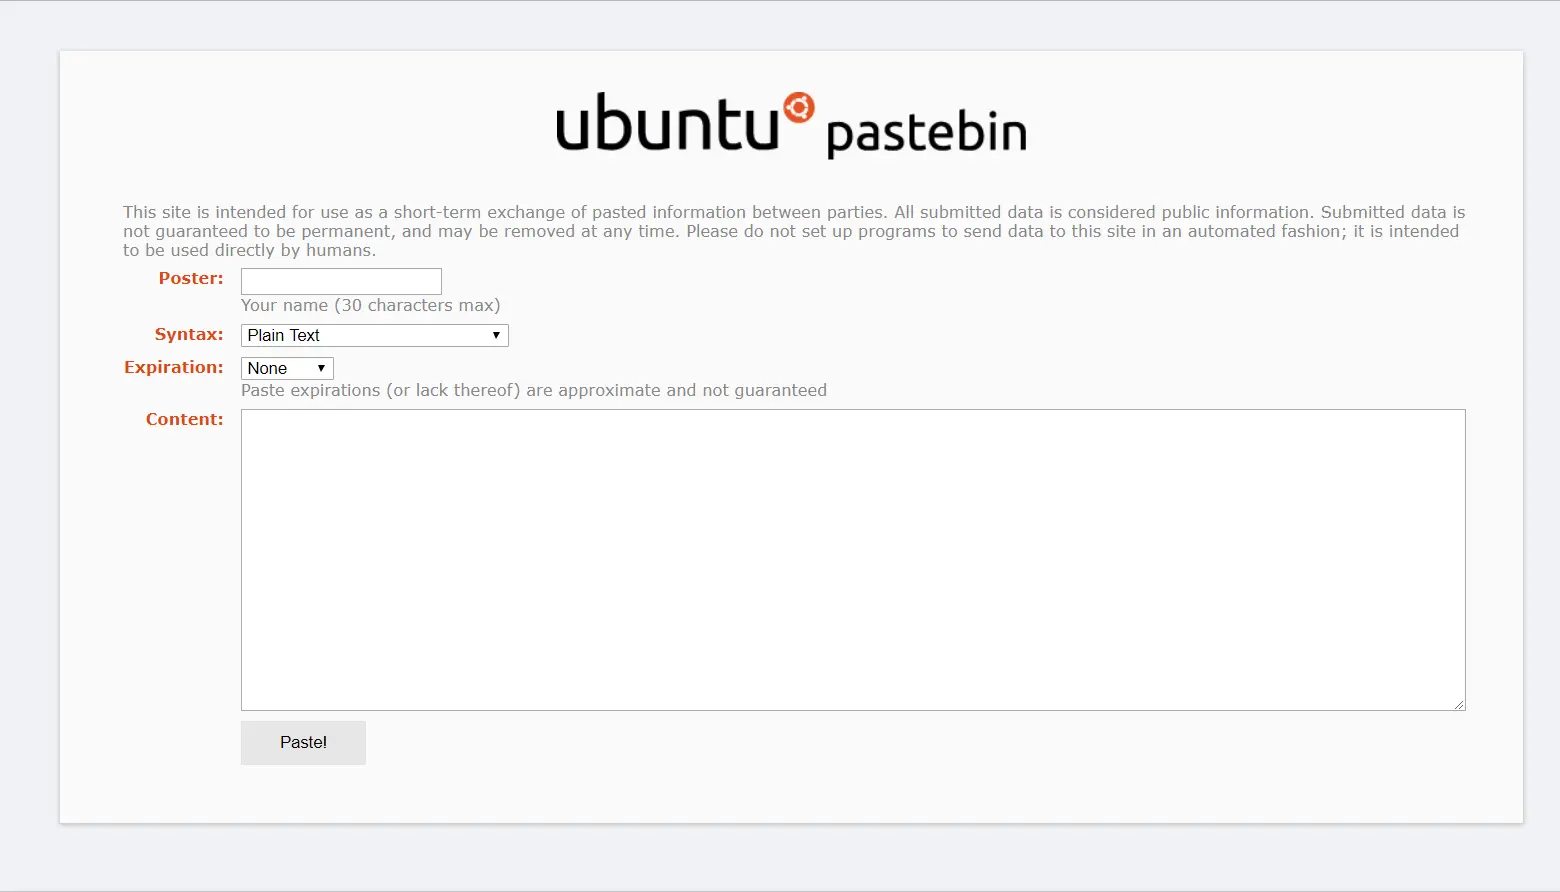 ubuntu pastebin
This site is intended for use as a short-term exchange of pasted information between parties. All submitted data is considered public information. Submitted data is
not guaranteed to be permanent, and may be removed at any time. Please do not set up programs to send data to this site in an automated fashion; it is intended
to be used directly by humans.
Poster:
Your name (30 characters max)
Syntax: Plain Text
Expiration: None
Paste expirations (or lack thereof) are approximate and not guaranteed
Content:
Paste!